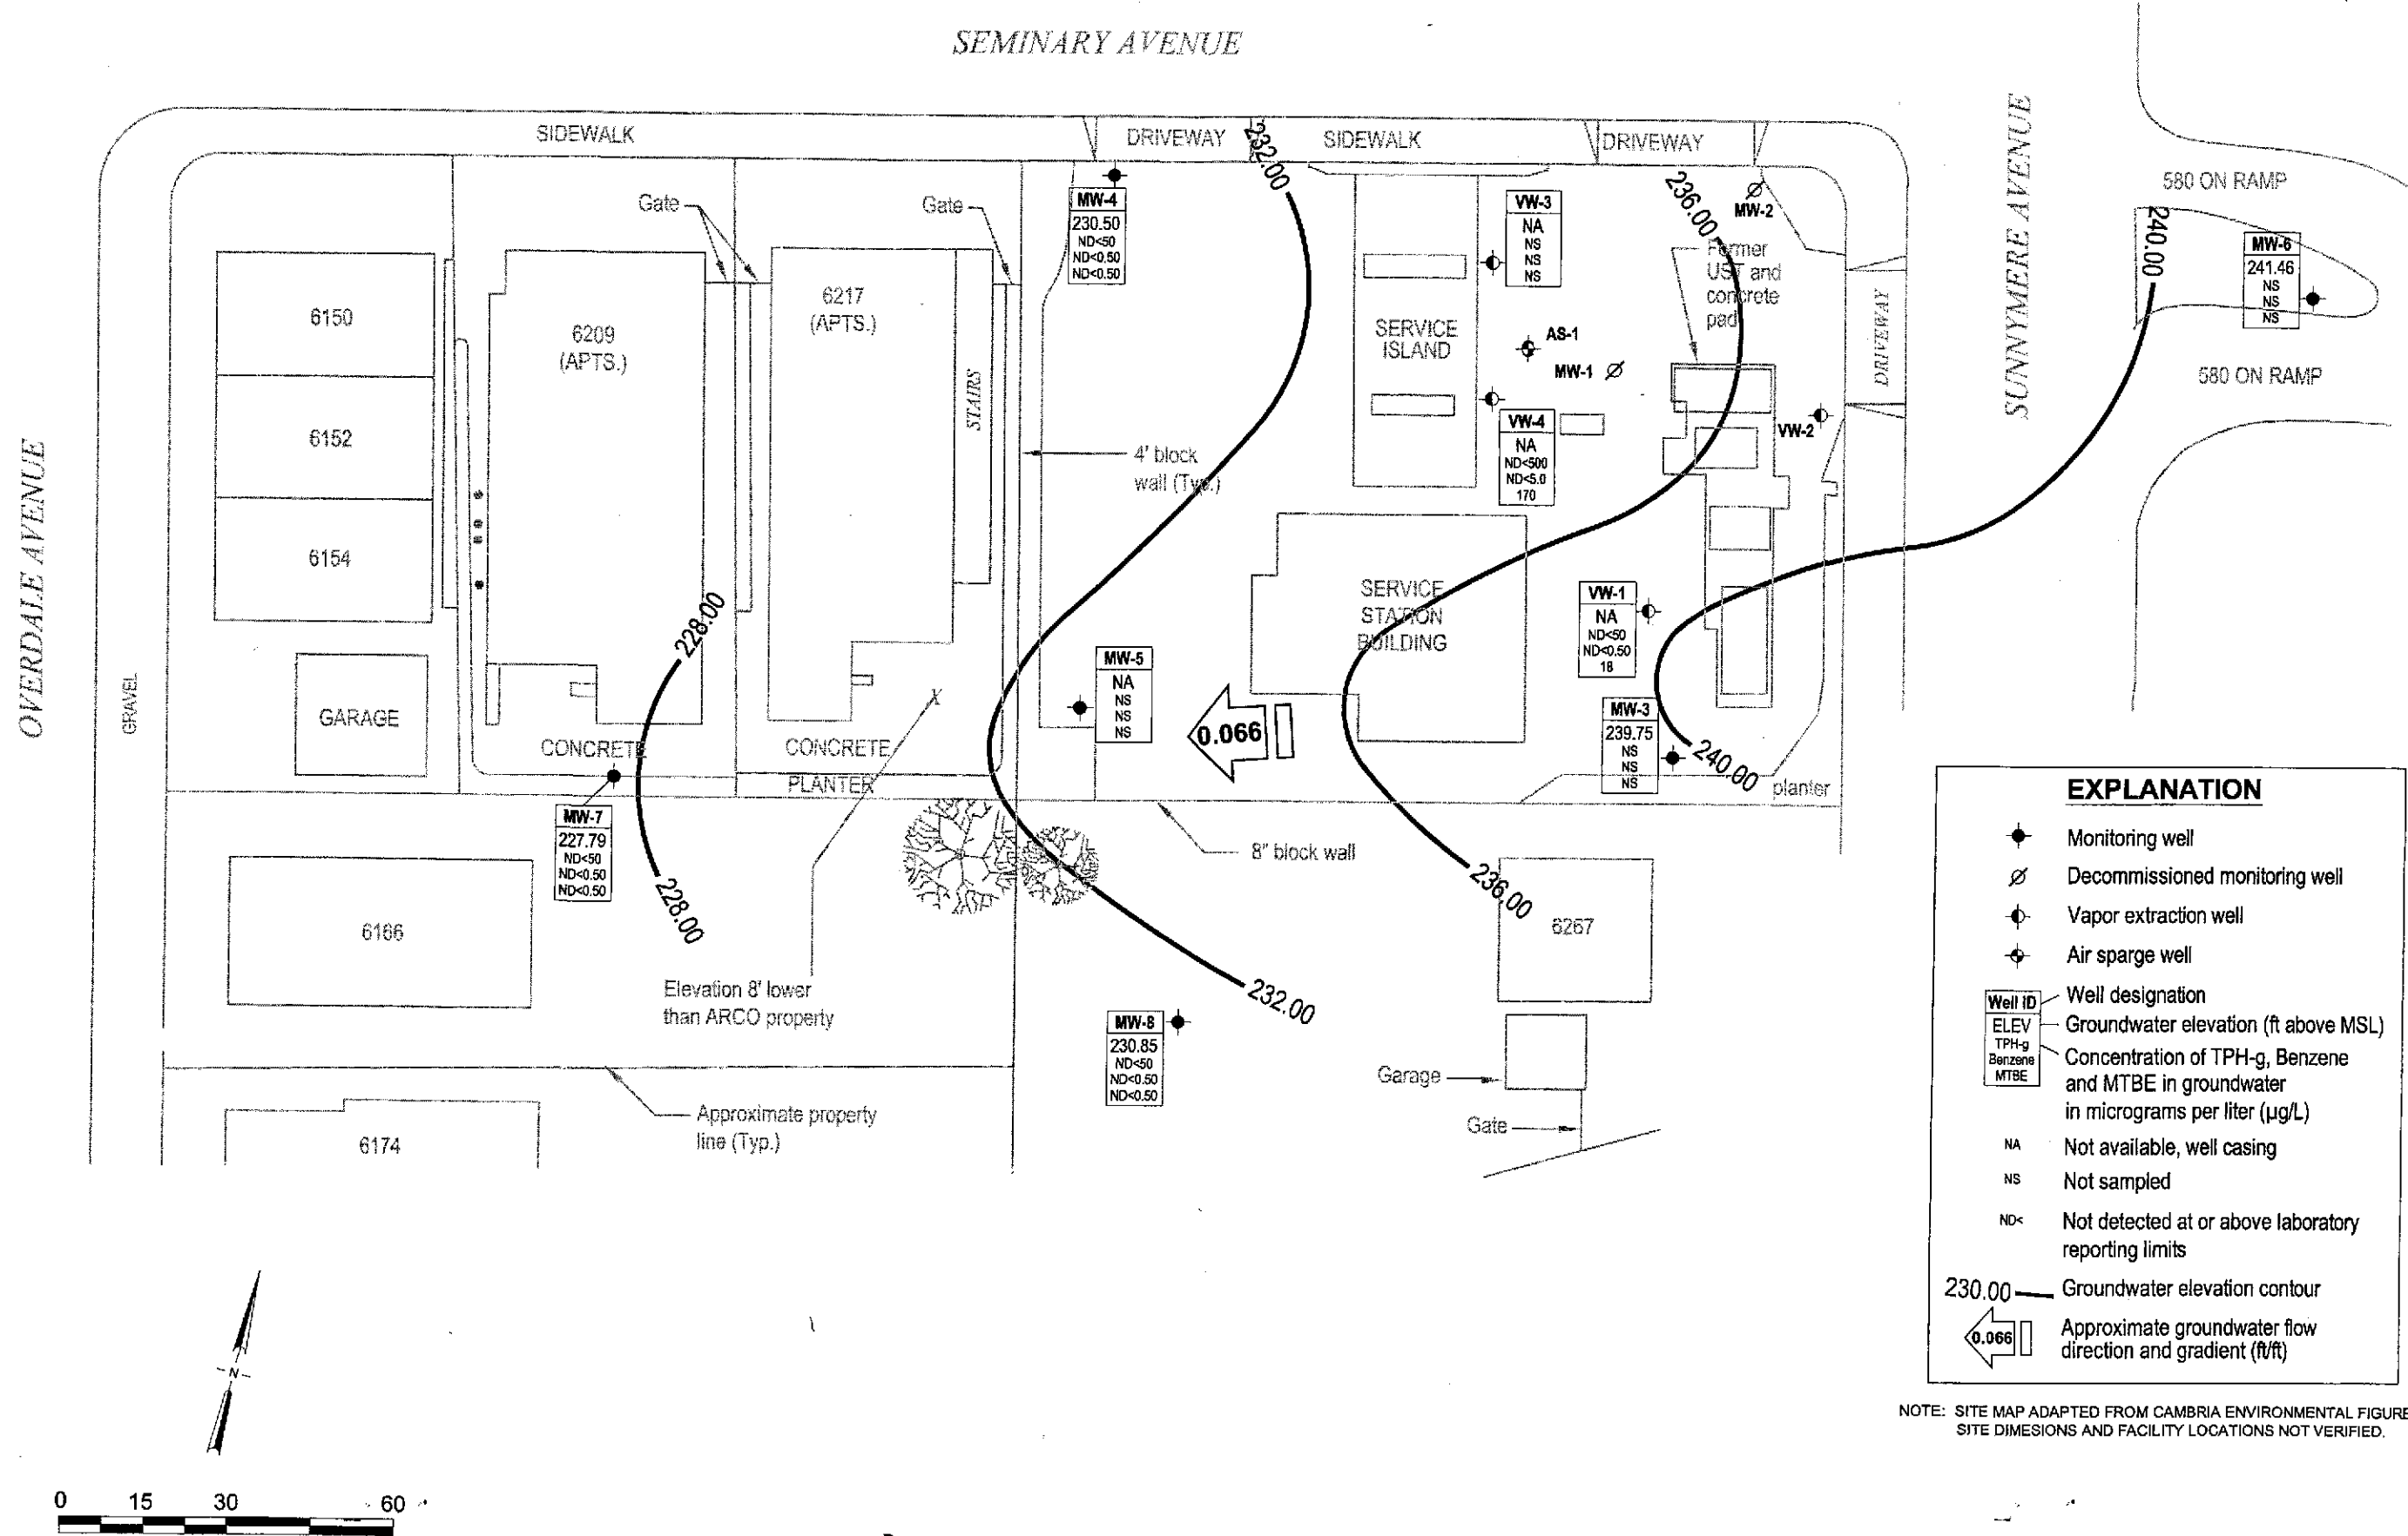 SEMINARY AVENUE
SIDEWALK
DRIVEWAY
232.00
SIDEWALK
DRIVEWAY
SUNNYMERE AVENUE
580 ON RAMP
Gate
Gate
MW-4
230.50
ND<50
ND<0.50
ND<0.50
VW-3
NA
NS
NS
NS
236.00
MW-2
240.00
MW-6
241.46
NS
NS
NS
Former
UST and
concrete
pad
6150
6209
(APTS.)
6217
(APTS.)
STAIRS
SERVICE
ISLAND
AS-1
MW-1
DRIVEWAY
580 ON RAMP
OVERDALE AVENUE
6152
4' block
wall (Typ.)
VW-4
NA
ND<500
ND<5.0
170
VW-2
6154
228.00
SERVICE
STATION
BUILDING
VW-1
NA
ND<50
ND<0.50
18
GRAVEL
GARAGE
MW-5
NA
NS
NS
NS
0.066
MW-3
239.75
NS
NS
NS
240.00
X
CONCRETE
CONCRETE
PLANTER
planter
MW-7
227.79
ND<50
ND<0.50
ND<0.50
228.00
8" block wall
236.00
6267
6166
Elevation 8' lower
than ARCO property
232.00
MW-8
230.85
ND<50
ND<0.50
ND<0.50
Garage
Gate
Approximate property
line (Typ.)
6174
EXPLANATION
Monitoring well
Decommissioned monitoring well
Vapor extraction well
Air sparge well
Well ID
Well designation
ELEV
Groundwater elevation (ft above MSL)
TPH-g
Benzene
MTBE
Concentration of TPH-g, Benzene
and MTBE in groundwater
in micrograms per liter (µg/L)
NA Not available, well casing
NS Not sampled
ND< Not detected at or above laboratory
reporting limits
230.00 Groundwater elevation contour
0.066
Approximate groundwater flow
direction and gradient (ft/ft)
NOTE: SITE MAP ADAPTED FROM CAMBRIA ENVIRONMENTAL FIGURE
SITE DIMESIONS AND FACILITY LOCATIONS NOT VERIFIED.
N
0 15 30 60